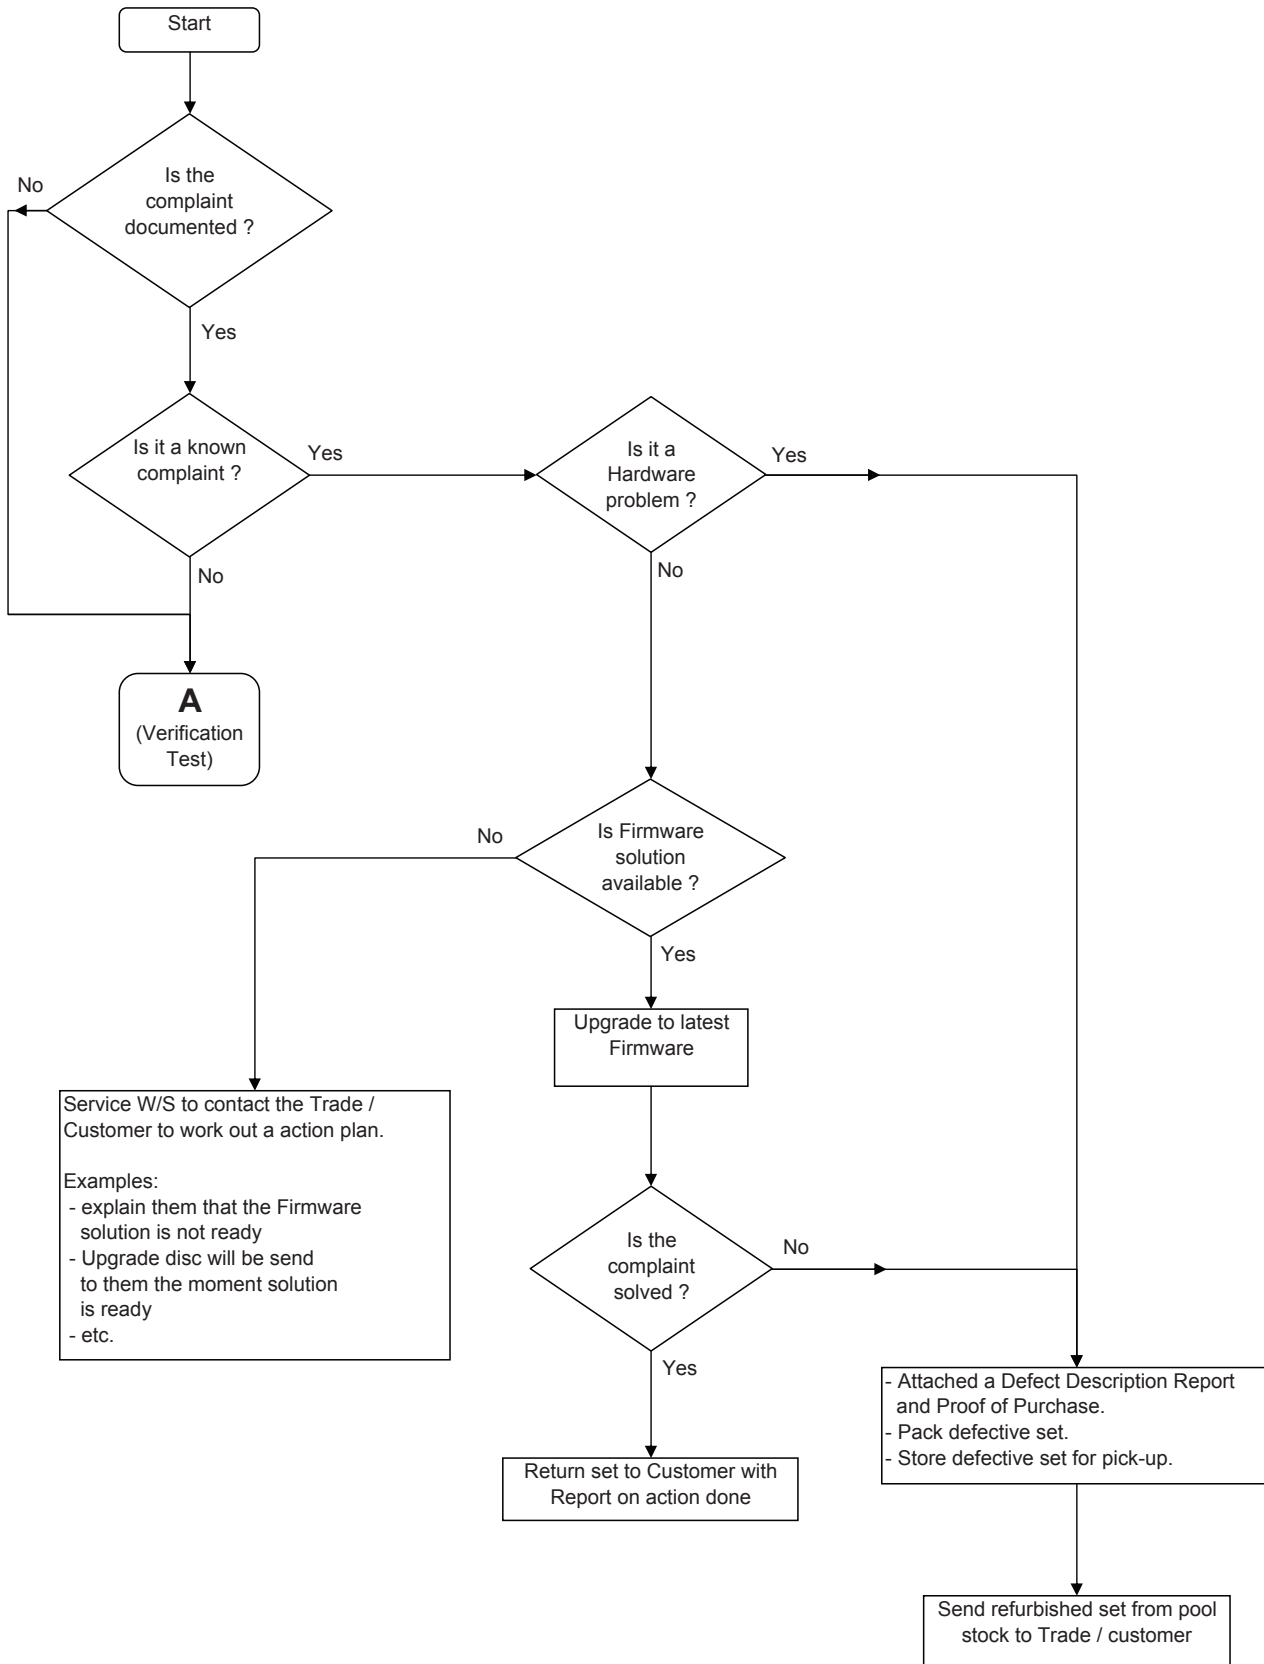 Start
Is the
complaint
documented ?
No
Yes
Is it a known
complaint ?
Yes
Is it a
Hardware
problem ?
Yes
No
No
A
(Verification
Test)
No
Is Firmware
solution
available ?
Yes
Upgrade to latest
Firmware
Service W/S to contact the Trade /
Customer to work out a action plan.
Examples:
- explain them that the Firmware
solution is not ready
- Upgrade disc will be send
to them the moment solution
is ready
- etc.
Is the
complaint
solved ?
No
Yes
- Attached a Defect Description Report
and Proof of Purchase.
- Pack defective set.
- Store defective set for pick-up.
Return set to Customer with
Report on action done
Send refurbished set from pool
stock to Trade / customer